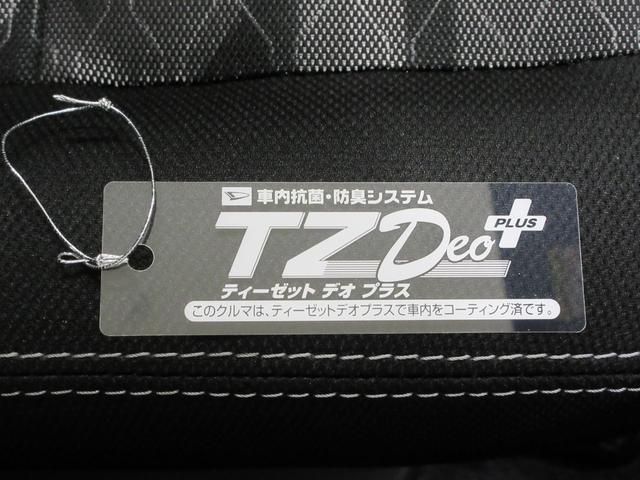 車内抗菌・防臭システム
TZ Deo PLUS
ティーゼット デオ プラス
このクルマは、ティーゼットデオプラスで車内をコーティング済です。